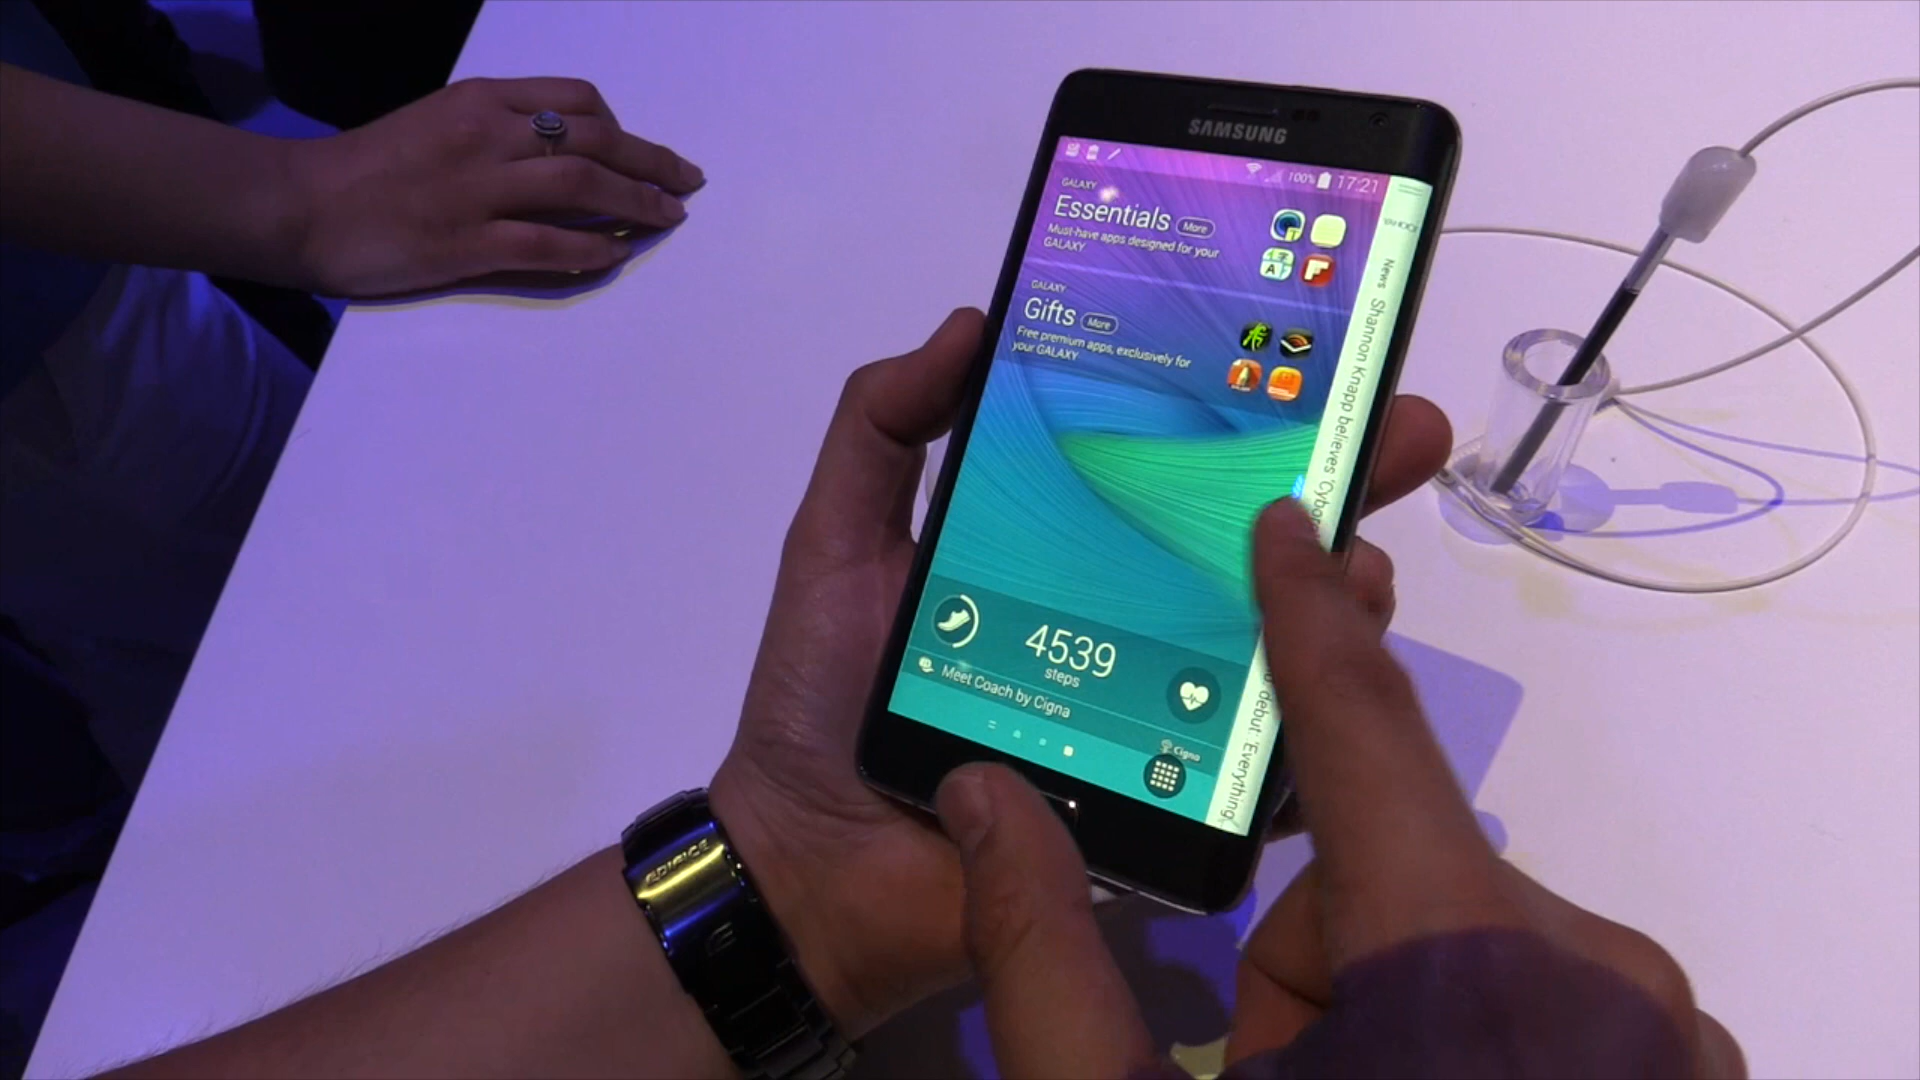 SAMSUNG
100% 17:21
GALAXY
Essentials More
Must-have apps designed for your
GALAXY
GALAXY
Gifts More
Free premium apps, exclusively for
your GALAXY
4539
steps
Meet Coach by Cigna
Cigna
YAHOO!
News Shannon Knapp believes 'Cybor
debut: 'Everything
EDIFICE